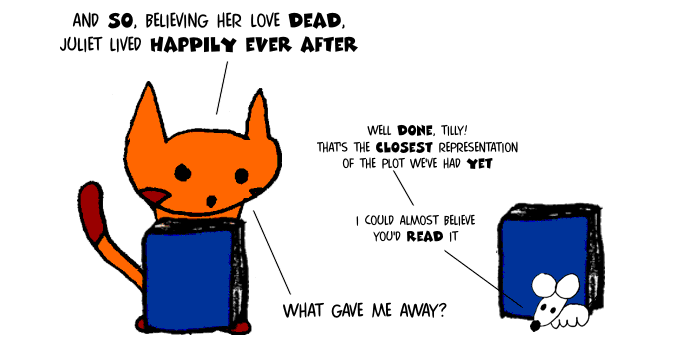 AND SO, BELIEVING HER LOVE DEAD,
JULIET LIVED HAPPILY EVER AFTER
WELL DONE, TILLY!
THAT'S THE CLOSEST REPRESENTATION
OF THE PLOT WE'VE HAD YET
I COULD ALMOST BELIEVE
YOU'D READ IT
WHAT GAVE ME AWAY?